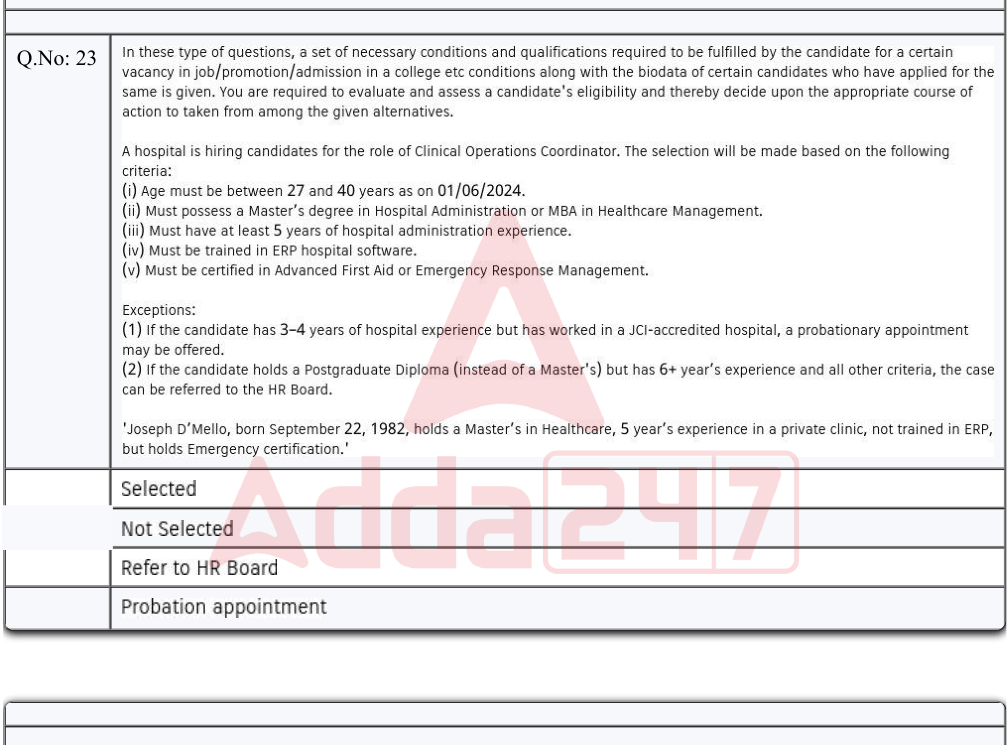 Q.No: 23
In these type of questions, a set of necessary conditions and qualifications required to be fulfilled by the candidate for a certain
vacancy in job/promotion/admission in a college etc conditions along with the biodata of certain candidates who have applied for the
same is given. You are required to evaluate and assess a candidate's eligibility and thereby decide upon the appropriate course of
action to taken from among the given alternatives.
A hospital is hiring candidates for the role of Clinical Operations Coordinator. The selection will be made based on the following
criteria:
(i) Age must be between 27 and 40 years as on 01/06/2024.
(ii) Must possess a Master's degree in Hospital Administration or MBA in Healthcare Management.
(iii) Must have at least 5 years of hospital administration experience.
(iv) Must be trained in ERP hospital software.
(v) Must be certified in Advanced First Aid or Emergency Response Management.
Exceptions:
(1) If the candidate has 3–4 years of hospital experience but has worked in a JCI-accredited hospital, a probationary appointment
may be offered.
(2) If the candidate holds a Postgraduate Diploma (instead of a Master's) but has 6+ year's experience and all other criteria, the case
can be referred to the HR Board.
'Joseph D'Mello, born September 22, 1982, holds a Master's in Healthcare, 5 year's experience in a private clinic, not trained in ERP,
but holds Emergency certification.'
Selected
Not Selected
Refer to HR Board
Probation appointment
Adda247